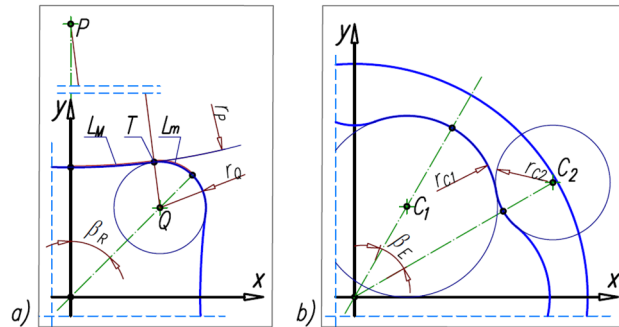 P
y
L_M
T
L_m
r_P
r_Q
Q
β_R
x
a)
y
r_C1
r_C2
C_2
C_1
β_E
x
b)